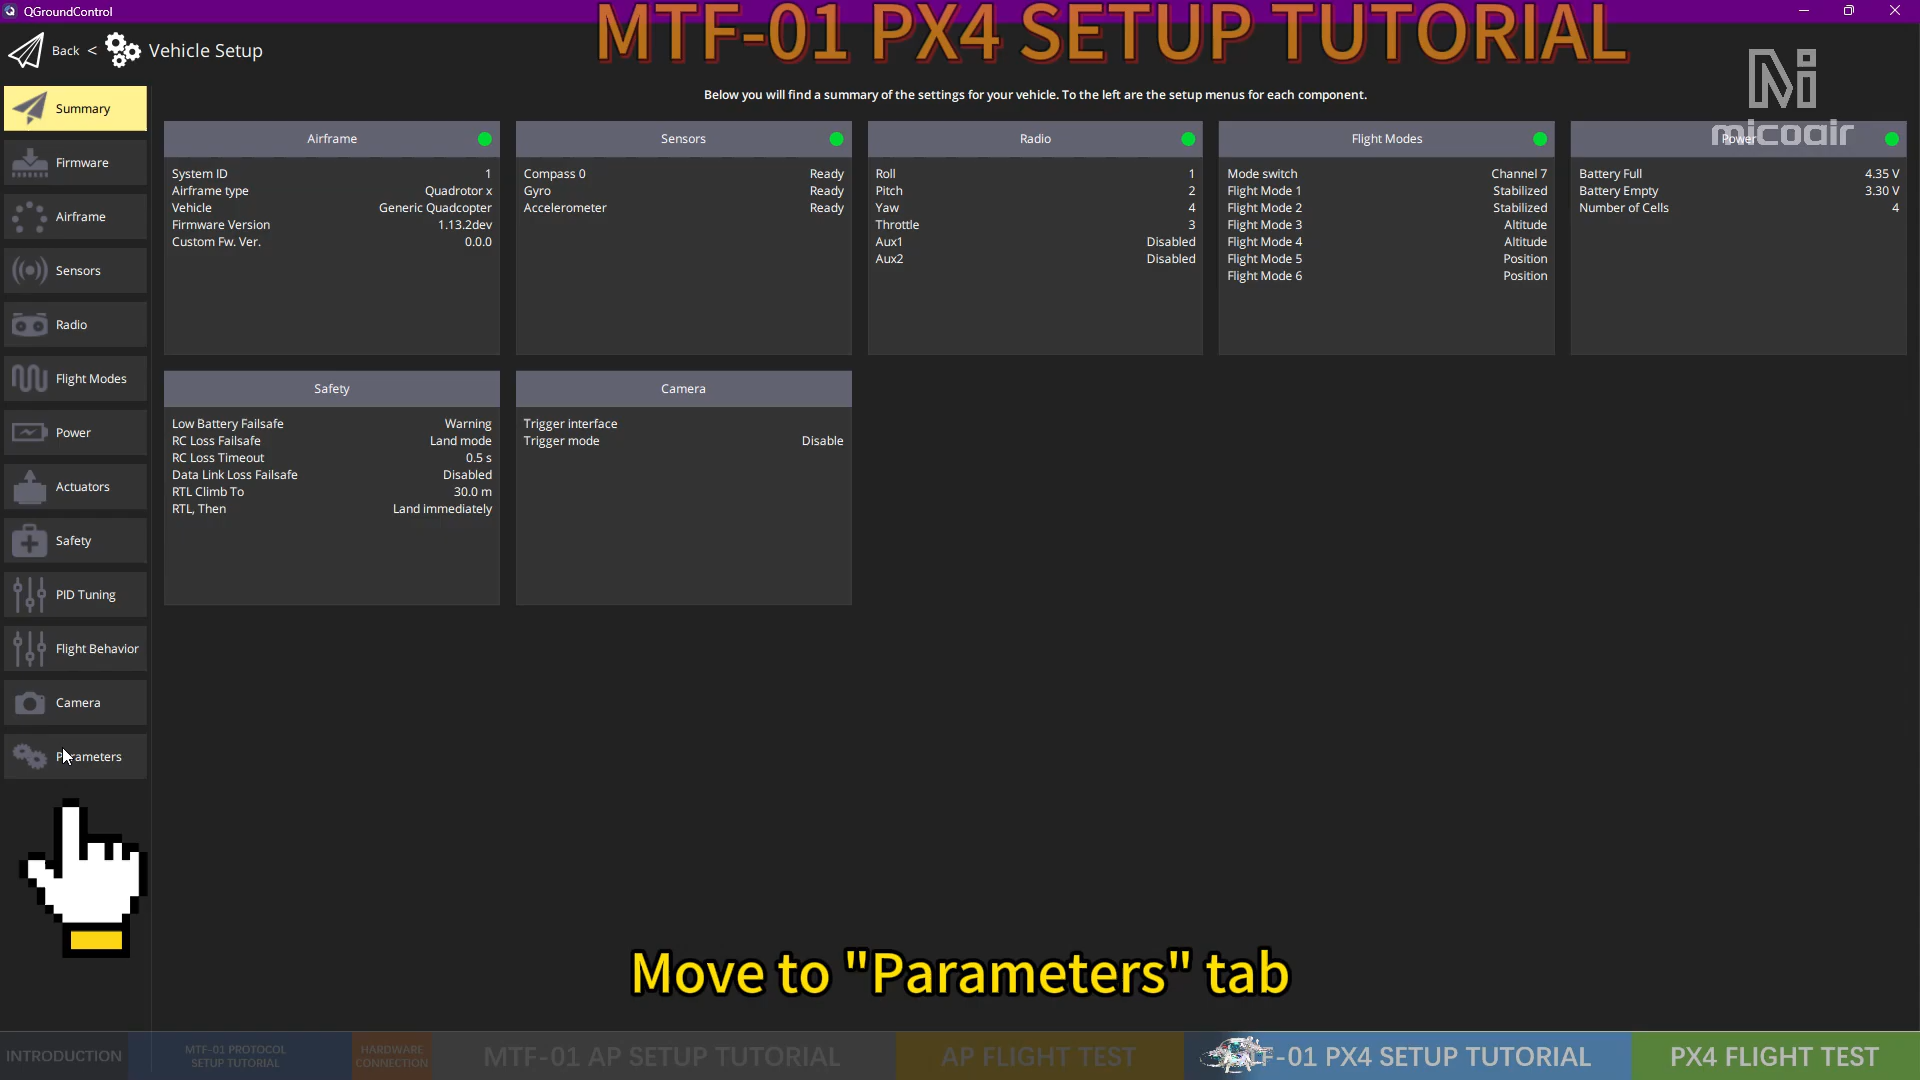 QGroundControl
MTF-01 PX4 SETUP TUTORIAL
Back < Vehicle Setup
micoair
Below you will find a summary of the settings for your vehicle. To the left are the setup menus for each component.
Summary
Firmware
Airframe
Sensors
Radio
Flight Modes
Power
Actuators
Safety
PID Tuning
Flight Behavior
Camera
Parameters
Airframe
System ID 1
Airframe type Quadrotor x
Vehicle Generic Quadcopter
Firmware Version 1.13.2dev
Custom Fw. Ver. 0.0.0
Sensors
Compass 0 Ready
Gyro Ready
Accelerometer Ready
Radio
Roll 1
Pitch 2
Yaw 4
Throttle 3
Aux1 Disabled
Aux2 Disabled
Flight Modes
Mode switch Channel 7
Flight Mode 1 Stabilized
Flight Mode 2 Stabilized
Flight Mode 3 Altitude
Flight Mode 4 Altitude
Flight Mode 5 Position
Flight Mode 6 Position
Power
Battery Full 4.35 V
Battery Empty 3.30 V
Number of Cells 4
Safety
Low Battery Failsafe Warning
RC Loss Failsafe Land mode
RC Loss Timeout 0.5 s
Data Link Loss Failsafe Disabled
RTL Climb To 30.0 m
RTL, Then Land immediately
Camera
Trigger interface
Trigger mode Disable
Move to "Parameters" tab
INTRODUCTION
MTF-01 PROTOCOL
SETUP TUTORIAL
HARDWARE
CONNECTION
MTF-01 AP SETUP TUTORIAL
AP FLIGHT TEST
F-01 PX4 SETUP TUTORIAL
PX4 FLIGHT TEST